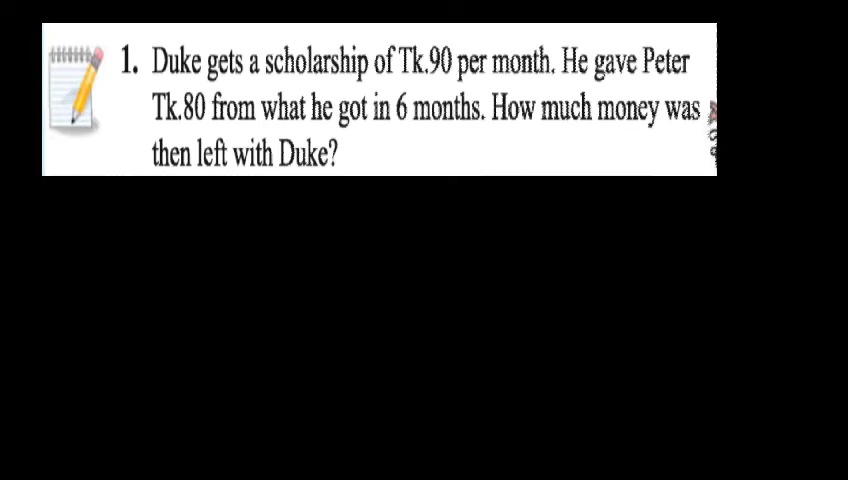 1. Duke gets a scholarship of Tk.90 per month. He gave Peter
Tk.80 from what he got in 6 months. How much money was
then left with Duke?